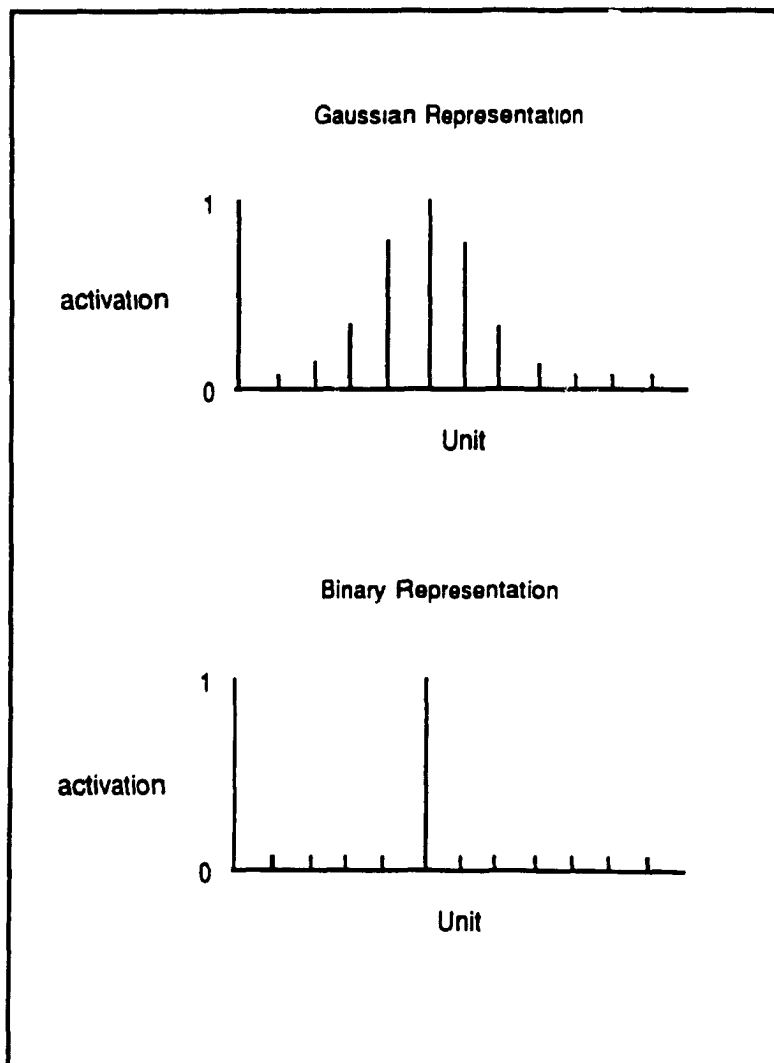 Gaussian Representation
1
activation
0
Unit
Binary Representation
1
activation
0
Unit